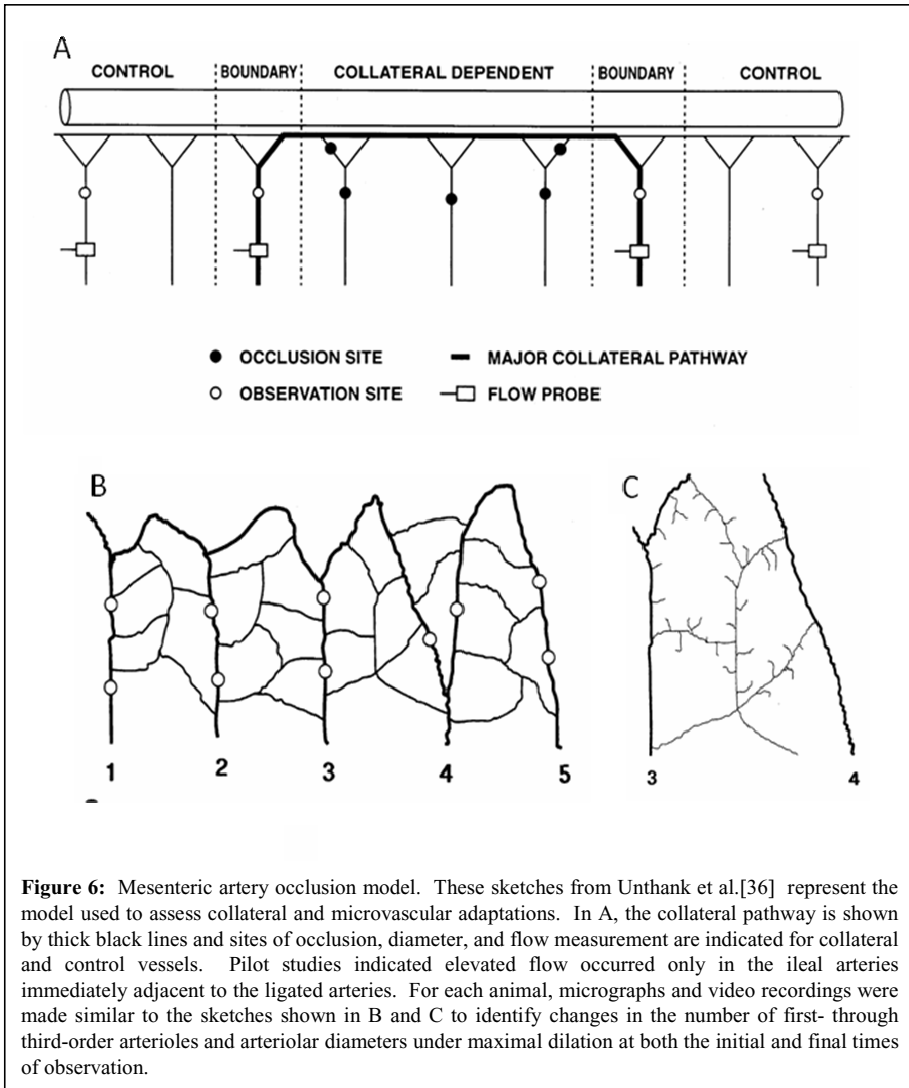 A
CONTROL BOUNDARY COLLATERAL DEPENDENT BOUNDARY CONTROL
OCCLUSION SITE MAJOR COLLATERAL PATHWAY
OBSERVATION SITE FLOW PROBE
B C
1 2 3 4 5 3 4
Figure 6: Mesenteric artery occlusion model. These sketches from Unthank et al.[36] represent the
model used to assess collateral and microvascular adaptations. In A, the collateral pathway is shown
by thick black lines and sites of occlusion, diameter, and flow measurement are indicated for collateral
and control vessels. Pilot studies indicated elevated flow occurred only in the ileal arteries
immediately adjacent to the ligated arteries. For each animal, micrographs and video recordings were
made similar to the sketches shown in B and C to identify changes in the number of first- through
third-order arterioles and arteriolar diameters under maximal dilation at both the initial and final times
of observation.